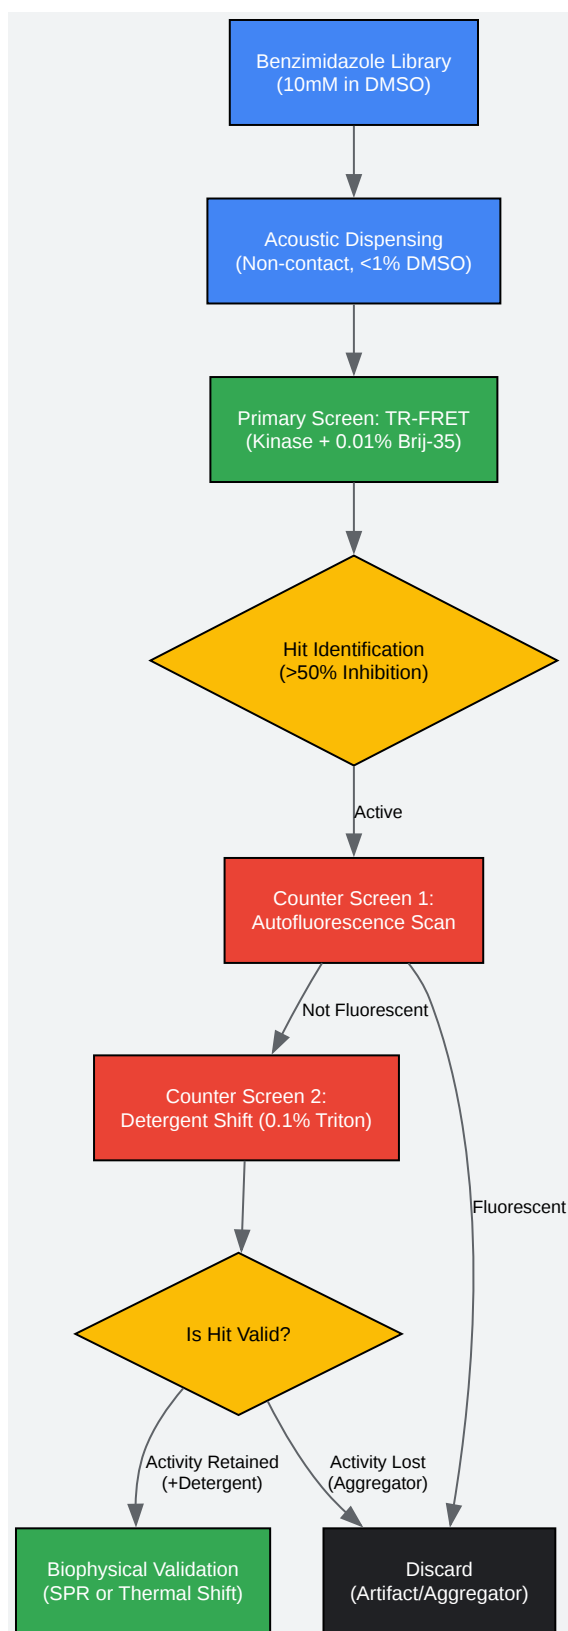 Benzimidazole Library
(10mM in DMSO)
Acoustic Dispensing
(Non-contact, <1% DMSO)
Primary Screen: TR-FRET
(Kinase + 0.01% Brij-35)
Hit Identification
(>50% Inhibition)
Active
Counter Screen 1:
Autofluorescence Scan
Not Fluorescent
Counter Screen 2:
Detergent Shift (0.1% Triton)
Fluorescent
Is Hit Valid?
Activity Retained
(+Detergent)
Activity Lost
(Aggregator)
Biophysical Validation
(SPR or Thermal Shift)
Discard
(Artifact/Aggregator)